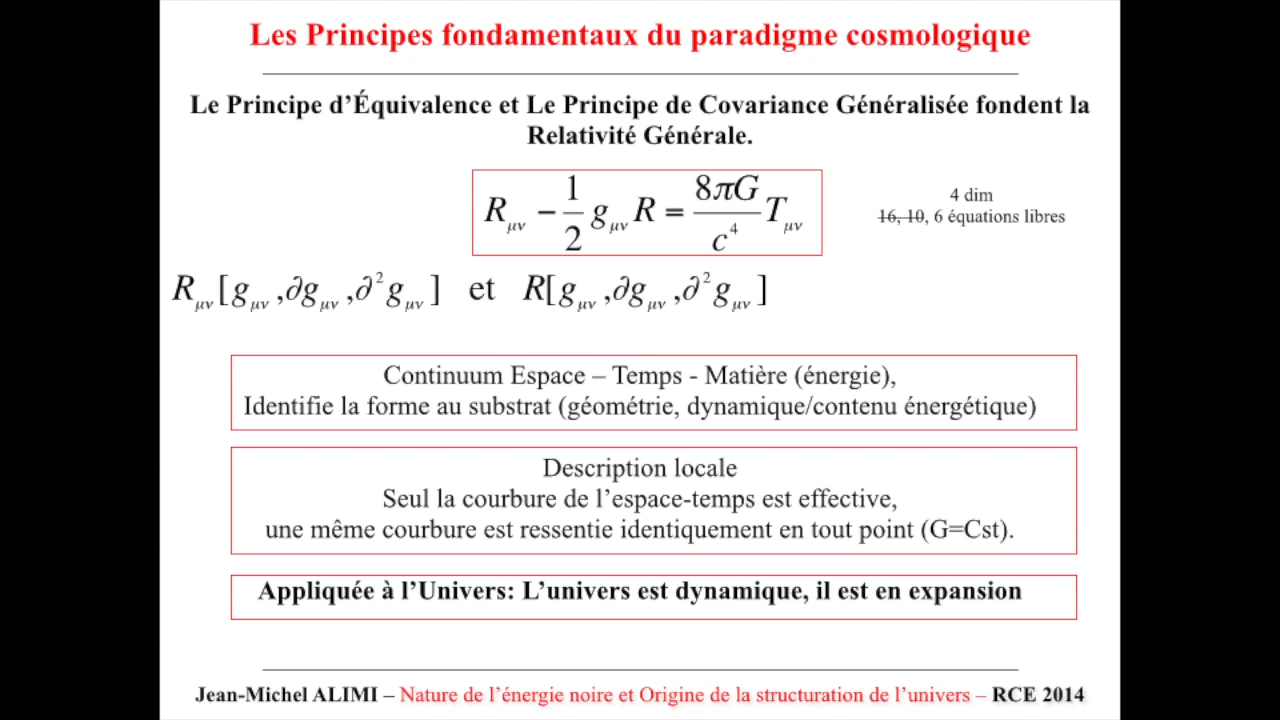 Les Principes fondamentaux du paradigme cosmologique
Le Principe d’Équivalence et Le Principe de Covariance Généralisée fondent la
Relativité Générale.
R_μν − 1/2 g_μν R = 8πG/c⁴ T_μν
4 dim
16, 10, 6 équations libres
R_μν [g_μν ,∂g_μν ,∂²g_μν ] et R[g_μν ,∂g_μν ,∂²g_μν ]
Continuum Espace – Temps - Matière (énergie),
Identifie la forme au substrat (géométrie, dynamique/contenu énergétique)
Description locale
Seul la courbure de l’espace-temps est effective,
une même courbure est ressentie identiquement en tout point (G=Cst).
Appliquée à l’Univers: L’univers est dynamique, il est en expansion
Jean-Michel ALIMI – Nature de l’énergie noire et Origine de la structuration de l’univers – RCE 2014